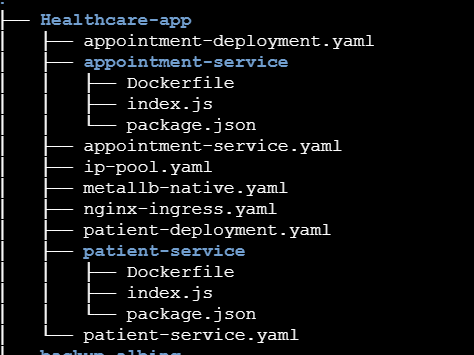 ├── Healthcare-app
│   ├── appointment-deployment.yaml
│   ├── appointment-service
│   │   ├── Dockerfile
│   │   ├── index.js
│   │   └── package.json
│   ├── appointment-service.yaml
│   ├── ip-pool.yaml
│   ├── metallb-native.yaml
│   ├── nginx-ingress.yaml
│   ├── patient-deployment.yaml
│   ├── patient-service
│   │   ├── Dockerfile
│   │   ├── index.js
│   │   └── package.json
│   └── patient-service.yaml